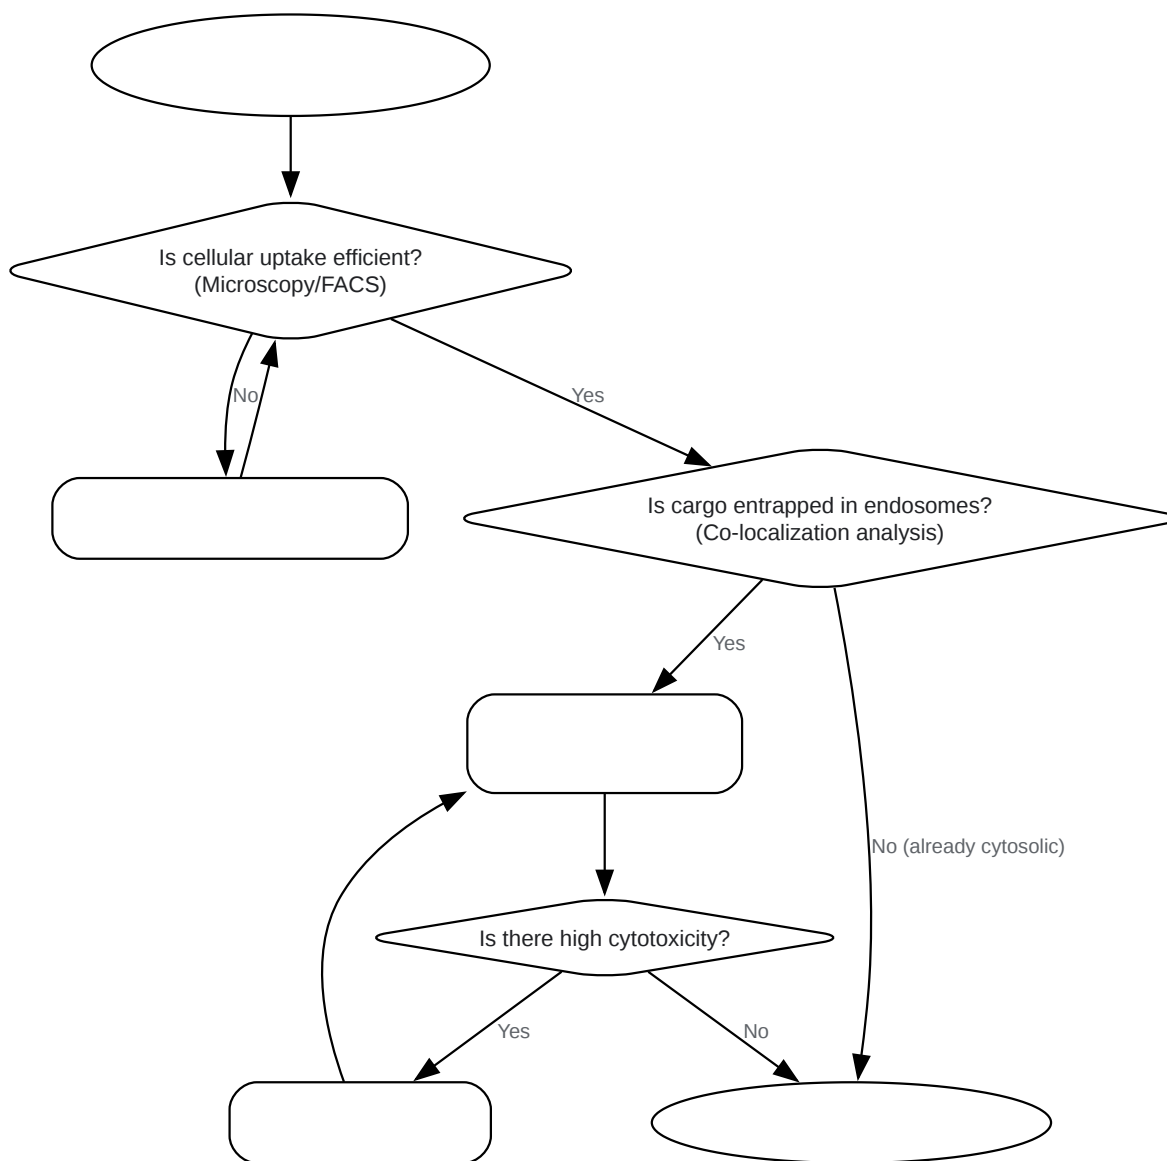 Is cellular uptake efficient?
(Microscopy/FACS)
No
Yes
Is cargo entrapped in endosomes?
(Co-localization analysis)
Yes
No (already cytosolic)
Is there high cytotoxicity?
Yes
No